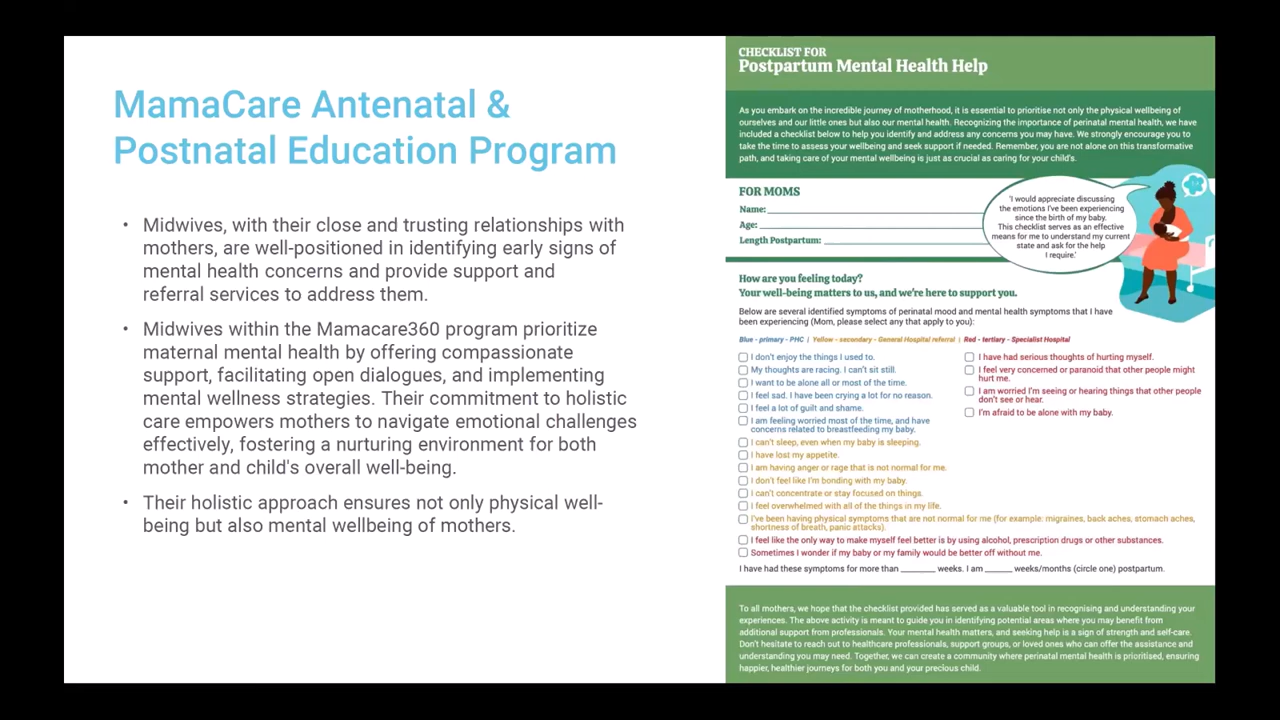 MamaCare Antenatal &
Postnatal Education Program
• Midwives, with their close and trusting relationships with
mothers, are well-positioned in identifying early signs of
mental health concerns and provide support and
referral services to address them.
• Midwives within the Mamacare360 program prioritize
maternal mental health by offering compassionate
support, facilitating open dialogues, and implementing
mental wellness strategies. Their commitment to holistic
care empowers mothers to navigate emotional challenges
effectively, fostering a nurturing environment for both
mother and child's overall well-being.
• Their holistic approach ensures not only physical well-
being but also mental wellbeing of mothers.
CHECKLIST FOR
Postpartum Mental Health Help
As you embark on the incredible journey of motherhood, it is essential to prioritise not only the physical wellbeing of
ourselves and our little ones but also our mental health. Recognizing the importance of perinatal mental health, we have
included a checklist below to help you identify and address any concerns you may have. We strongly encourage you to
take the time to assess your wellbeing and seek support if needed. Remember, you are not alone on this transformative
path, and taking care of your mental wellbeing is just as crucial as caring for your child's.
FOR MOMS
Name:
Age:
Length Postpartum:
'I would appreciate discussing
the emotions I've been experiencing
since the birth of my baby.
This checklist serves as an effective
means for me to understand my current
state and ask for the help
I require.'
How are you feeling today?
Your well-being matters to us, and we're here to support you.
Below are several identified symptoms of perinatal mood and mental health symptoms that I have
been experiencing (Mom, please select any that apply to you):
Blue - primary - PHC | Yellow - secondary - General Hospital referral | Red - tertiary - Specialist Hospital
I don't enjoy the things I used to.
My thoughts are racing. I can't sit still.
I want to be alone all or most of the time.
I feel sad. I have been crying a lot for no reason.
I feel a lot of guilt and shame.
I am feeling worried most of the time, and have
concerns related to breastfeeding my baby.
I can't sleep, even when my baby is sleeping.
I have lost my appetite.
I am having anger or rage that is not normal for me.
I don't feel like I'm bonding with my baby.
I can't concentrate or stay focused on things.
I feel overwhelmed with all of the things in my life.
I've been having physical symptoms that are not normal for me (for example: migraines, back aches, stomach aches,
shortness of breath, panic attacks).
I feel like the only way to make myself feel better is by using alcohol, prescription drugs or other substances.
Sometimes I wonder if my baby or my family would be better off without me.
I have had serious thoughts of hurting myself.
I feel very concerned or paranoid that other people might
hurt me.
I am worried I'm seeing or hearing things that other people
don't see or hear.
I'm afraid to be alone with my baby.
I have had these symptoms for more than ________ weeks. I am ______ weeks/months (circle one) postpartum.
To all mothers, we hope that the checklist provided has served as a valuable tool in recognising and understanding your
experiences. The above activity is meant to guide you in identifying potential areas where you may benefit from
additional support from professionals. Your mental health matters, and seeking help is a sign of strength and self-care.
Don't hesitate to reach out to healthcare professionals, support groups, or loved ones who can offer the assistance and
understanding you may need. Together, we can create a community where perinatal mental health is prioritised, ensuring
happier, healthier journeys for both you and your precious child.